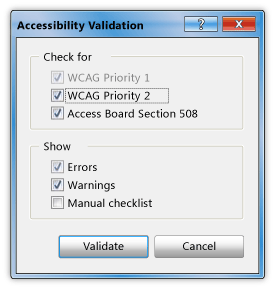 Accessibility Validation
?
Check for
WCAG Priority 1
WCAG Priority 2
Access Board Section 508
Show
Errors
Warnings
Manual checklist
Validate Cancel